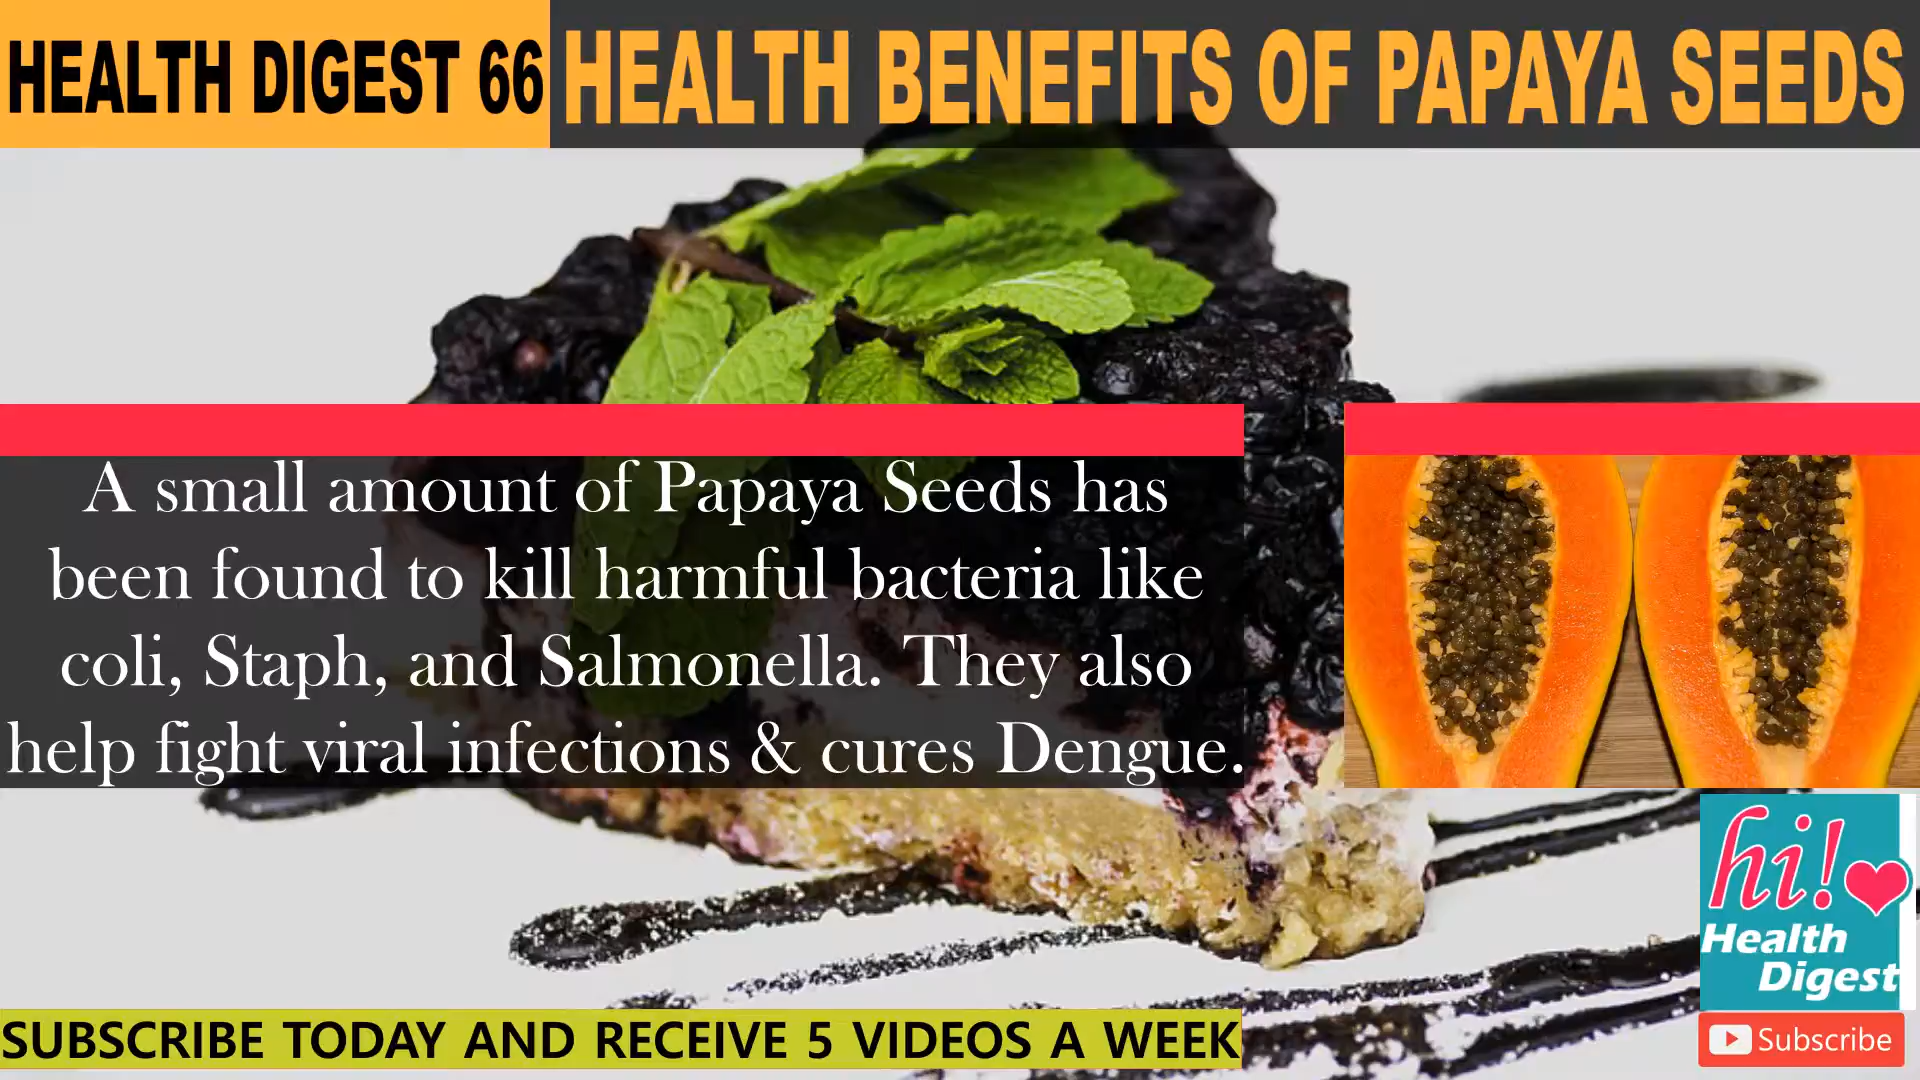 HEALTH DIGEST 66
HEALTH BENEFITS OF PAPAYA SEEDS
A small amount of Papaya Seeds has
been found to kill harmful bacteria like
coli, Staph, and Salmonella. They also
help fight viral infections & cures Dengue.
hi!
Health
Digest
SUBSCRIBE TODAY AND RECEIVE 5 VIDEOS A WEEK
Subscribe